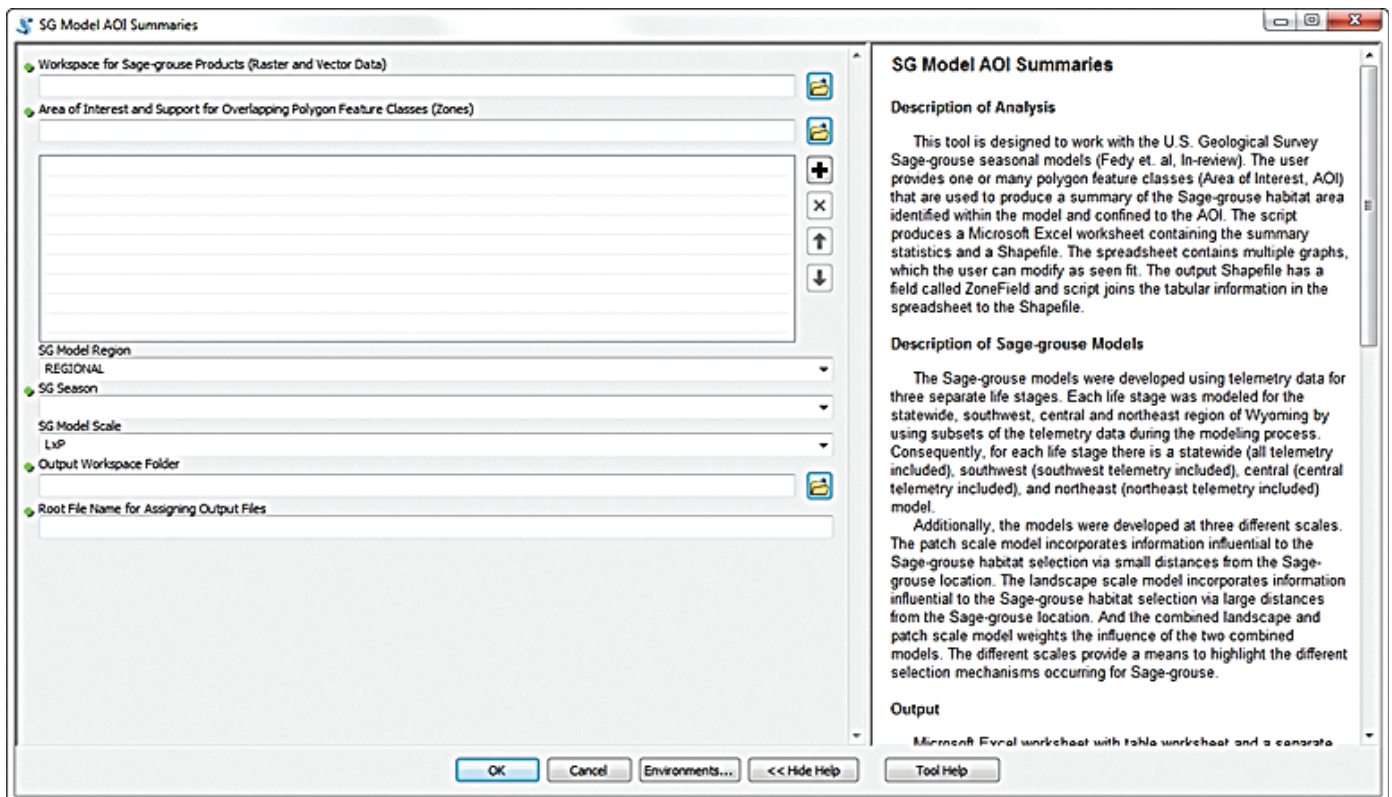 SG Model AOI Summaries
Workspace for Sage-grouse Products (Raster and Vector Data)
Area of Interest and Support for Overlapping Polygon Feature Classes (Zones)
SG Model Region
REGIONAL
SG Season
SG Model Scale
LxP
Output Workspace Folder
Root File Name for Assigning Output Files
SG Model AOI Summaries
Description of Analysis
This tool is designed to work with the U.S. Geological Survey
Sage-grouse seasonal models (Fedy et. al, In-review). The user
provides one or many polygon feature classes (Area of Interest, AOI)
that are used to produce a summary of the Sage-grouse habitat area
identified within the model and confined to the AOI. The script
produces a Microsoft Excel worksheet containing the summary
statistics and a Shapefile. The spreadsheet contains multiple graphs,
which the user can modify as seen fit. The output Shapefile has a
field called ZoneField and script joins the tabular information in the
spreadsheet to the Shapefile.
Description of Sage-grouse Models
The Sage-grouse models were developed using telemetry data for
three separate life stages. Each life stage was modeled for the
statewide, southwest, central and northeast region of Wyoming by
using subsets of the telemetry data during the modeling process.
Consequently, for each life stage there is a statewide (all telemetry
included), southwest (southwest telemetry included), central (central
telemetry included), and northeast (northeast telemetry included)
model.
Additionally, the models were developed at three different scales.
The patch scale model incorporates information influential to the
Sage-grouse habitat selection via small distances from the Sage-
grouse location. The landscape scale model incorporates information
influential to the Sage-grouse habitat selection via large distances
from the Sage-grouse location. And the combined landscape and
patch scale model weights the influence of the two combined
models. The different scales provide a means to highlight the different
selection mechanisms occurring for Sage-grouse.
Output
Microsoft Excel worksheet with table worksheet and a separate
OK
Cancel
Environments...
<< Hide Help
Tool Help